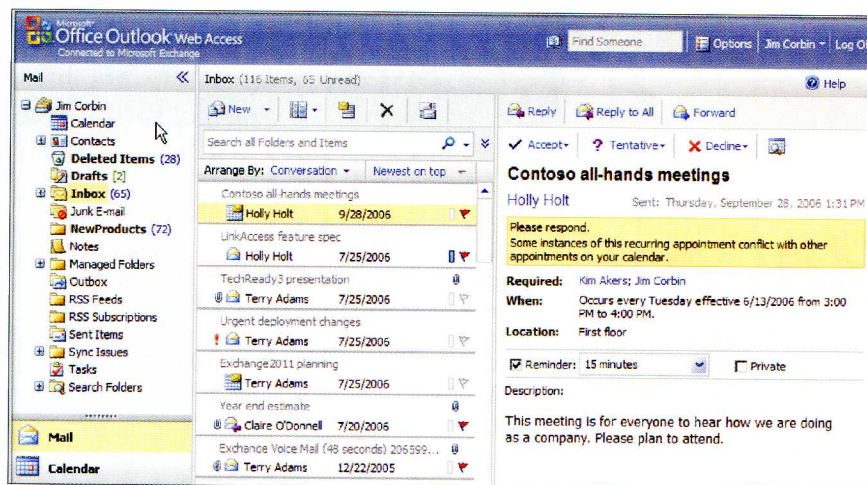 Microsoft®
Office Outlook Web Access
Connected to Microsoft Exchange
Find Someone
Options
Jim Corbin
Log Of
Mail
Inbox (116 Items, 65 Unread)
Help
Jim Corbin
Calendar
Contacts
Deleted Items (28)
Drafts [2]
Inbox (65)
Junk E-mail
NewProducts (72)
Notes
Managed Folders
Outbox
RSS Feeds
RSS Subscriptions
Sent Items
Sync Issues
Tasks
Search Folders
Mail
Calendar
New
Search all Folders and Items
Arrange By: Conversation
Newest on top
Contoso all-hands meetings
Holly Holt 9/28/2006
LinkAccess feature spec
Holly Holt 7/25/2006
TechReady3 presentation
Terry Adams 7/25/2006
Urgent deployment changes
Terry Adams 7/25/2006
Exchange2011 planning
Terry Adams 7/25/2006
Year end estimate
Claire O'Donnell 7/20/2006
Exchange Voice Mail (48 seconds) 206599...
Terry Adams 12/22/2005
Reply
Reply to All
Forward
Accept
Tentative
Decline
Contoso all-hands meetings
Holly Holt
Sent: Thursday, September 28, 2006 1:31 PM
Please respond.
Some instances of this recurring appointment conflict with other
appointments on your calendar.
Required: Kim Akers; Jim Corbin
When: Occurs every Tuesday effective 6/13/2006 from 3:00
PM to 4:00 PM.
Location: First floor
Reminder: 15 minutes
Private
Description:
This meeting is for everyone to hear how we are doing
as a company. Please plan to attend.